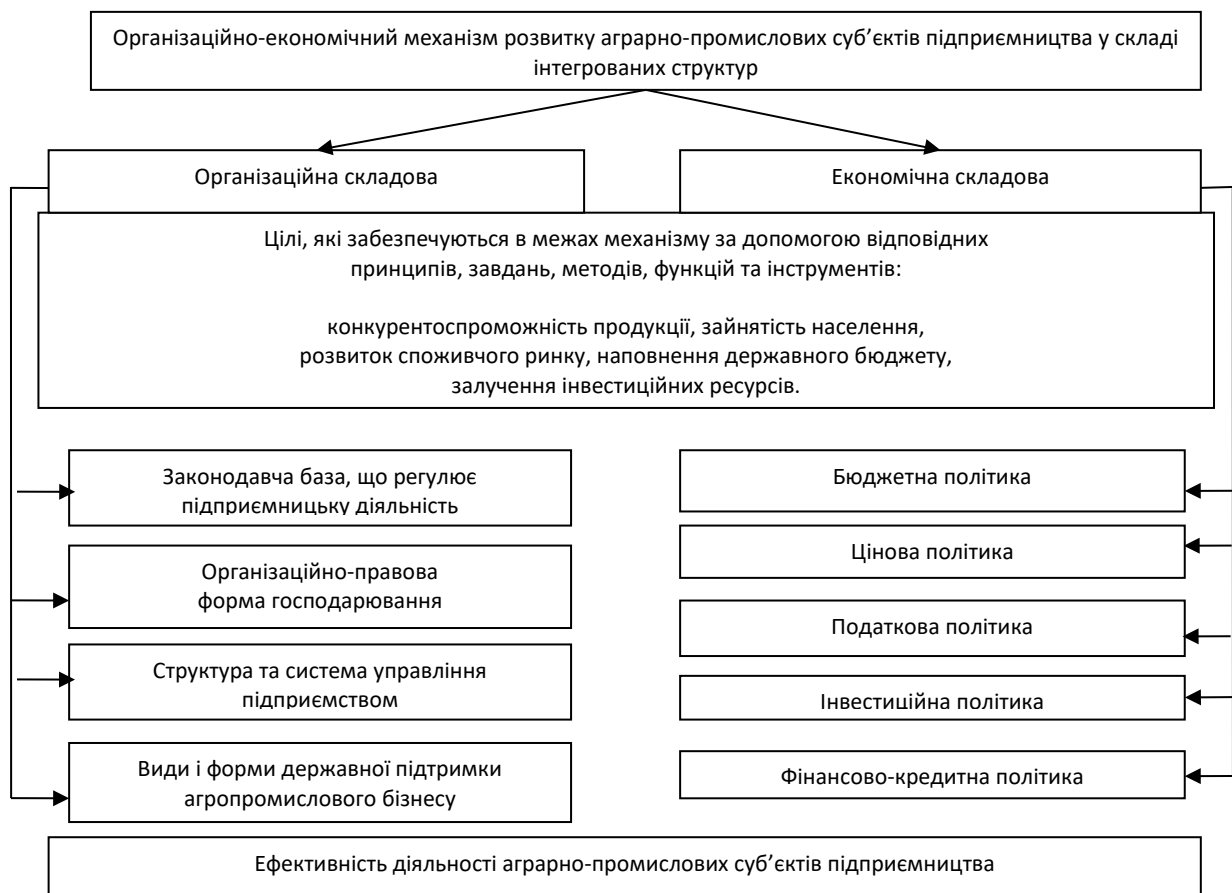 Організаційно-економічний механізм розвитку аграрно-промислових суб’єктів підприємництва у складі
інтегрованих структур
Організаційна складова
Економічна складова
Цілі, які забезпечуються в межах механізму за допомогою відповідних
принципів, завдань, методів, функцій та інструментів:
конкурентоспроможність продукції, зайнятість населення,
розвиток споживчого ринку, наповнення державного бюджету,
залучення інвестиційних ресурсів.
Законодавча база, що регулює
підприємницьку діяльність
Організаційно-правова
форма господарювання
Структура та система управління
підприємством
Види і форми державної підтримки
агропромислового бізнесу
Бюджетна політика
Цінова політика
Податкова політика
Інвестиційна політика
Фінансово-кредитна політика
Ефективність діяльності аграрно-промислових суб’єктів підприємництва